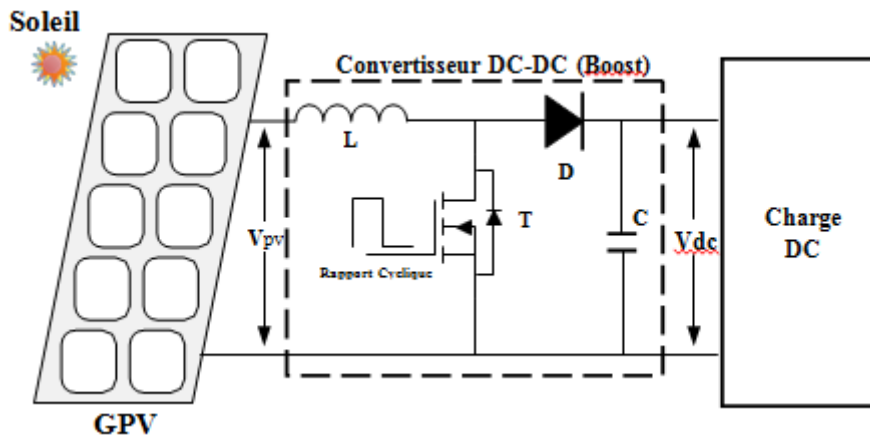 Soleil
Convertisseur DC-DC (Boost)
L
D
Vpv
T
C
Vdc
Charge
DC
Rapport Cyclique
GPV